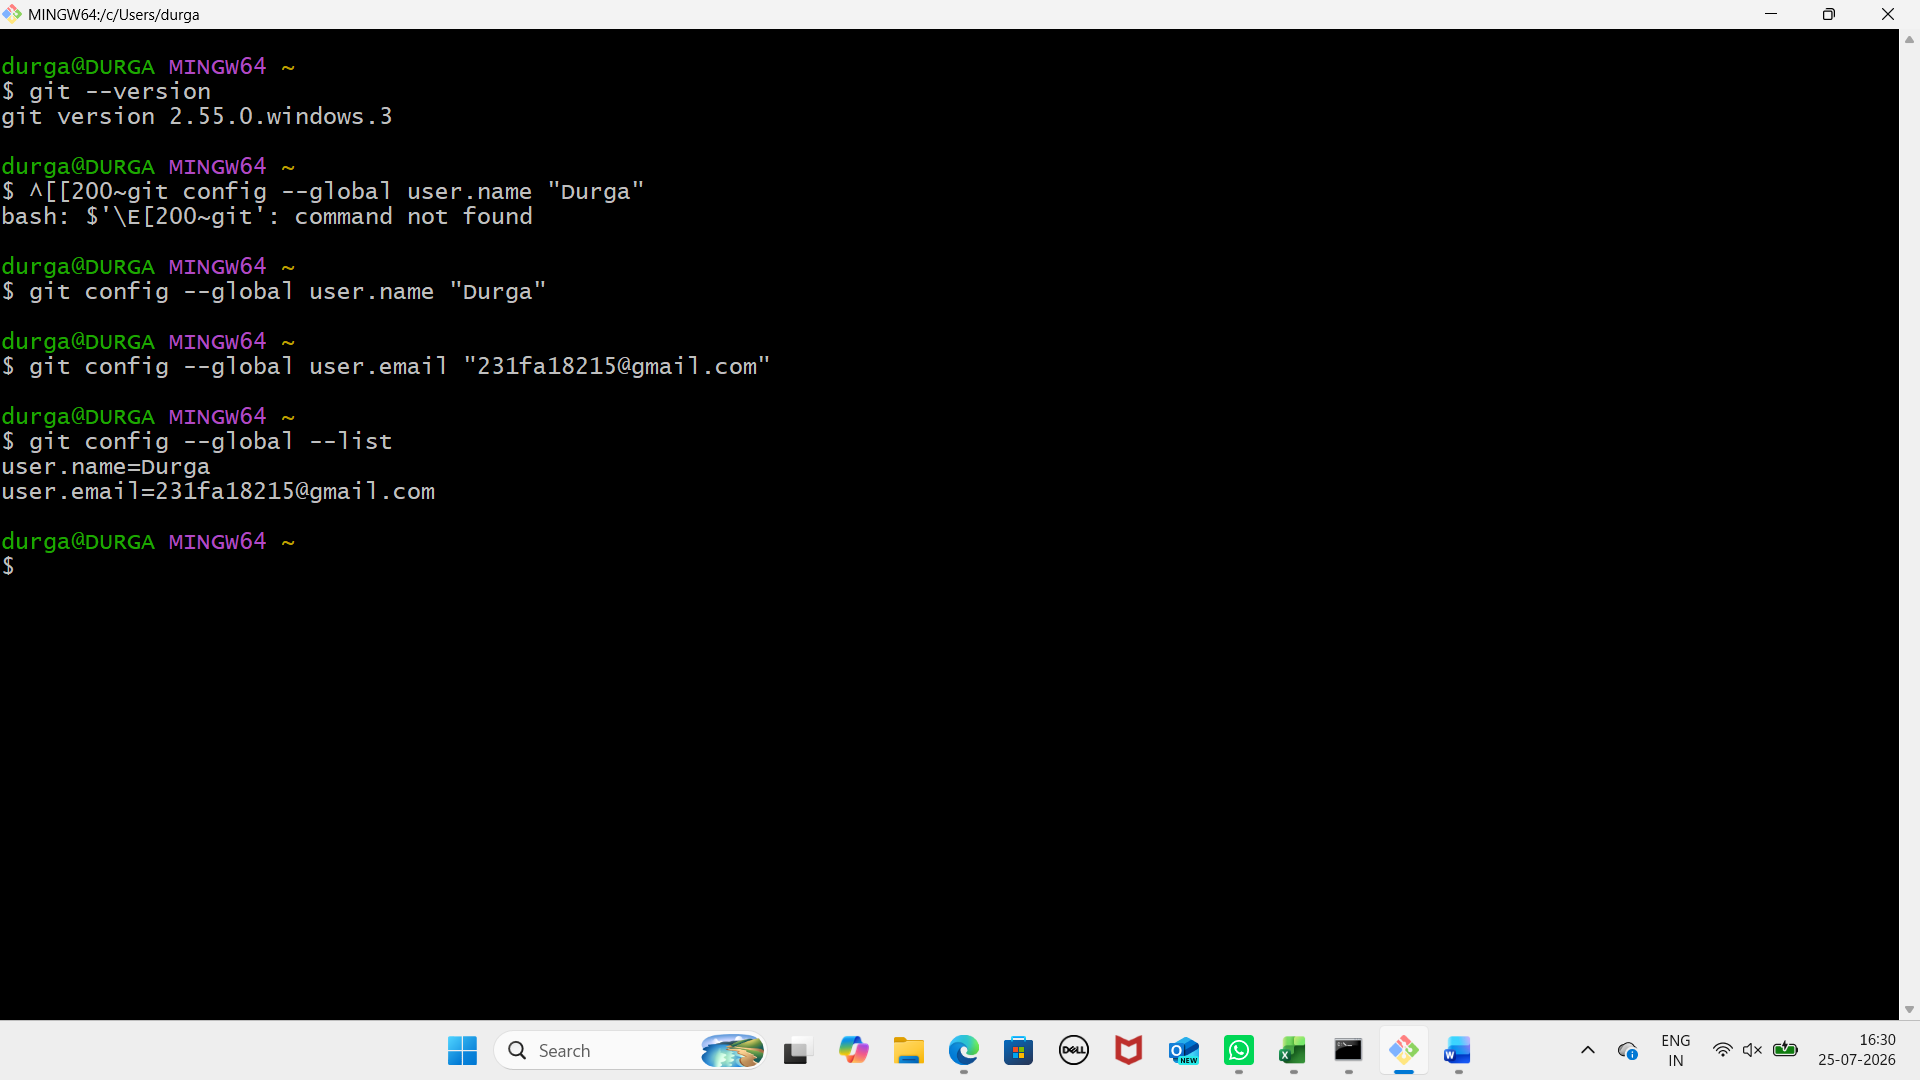 MINGW64:/c/Users/durga
durga@DURGA MINGW64 ~
$ git --version
git version 2.55.0.windows.3
durga@DURGA MINGW64 ~
$ ^[[200~git config --global user.name "Durga"
bash: $'\E[200~git': command not found
durga@DURGA MINGW64 ~
$ git config --global user.name "Durga"
durga@DURGA MINGW64 ~
$ git config --global user.email "231fa18215@gmail.com"
durga@DURGA MINGW64 ~
$ git config --global --list
user.name=Durga
user.email=231fa18215@gmail.com
durga@DURGA MINGW64 ~
$
Search
DELL
NEW
ENG
IN
16:30
25-07-2026